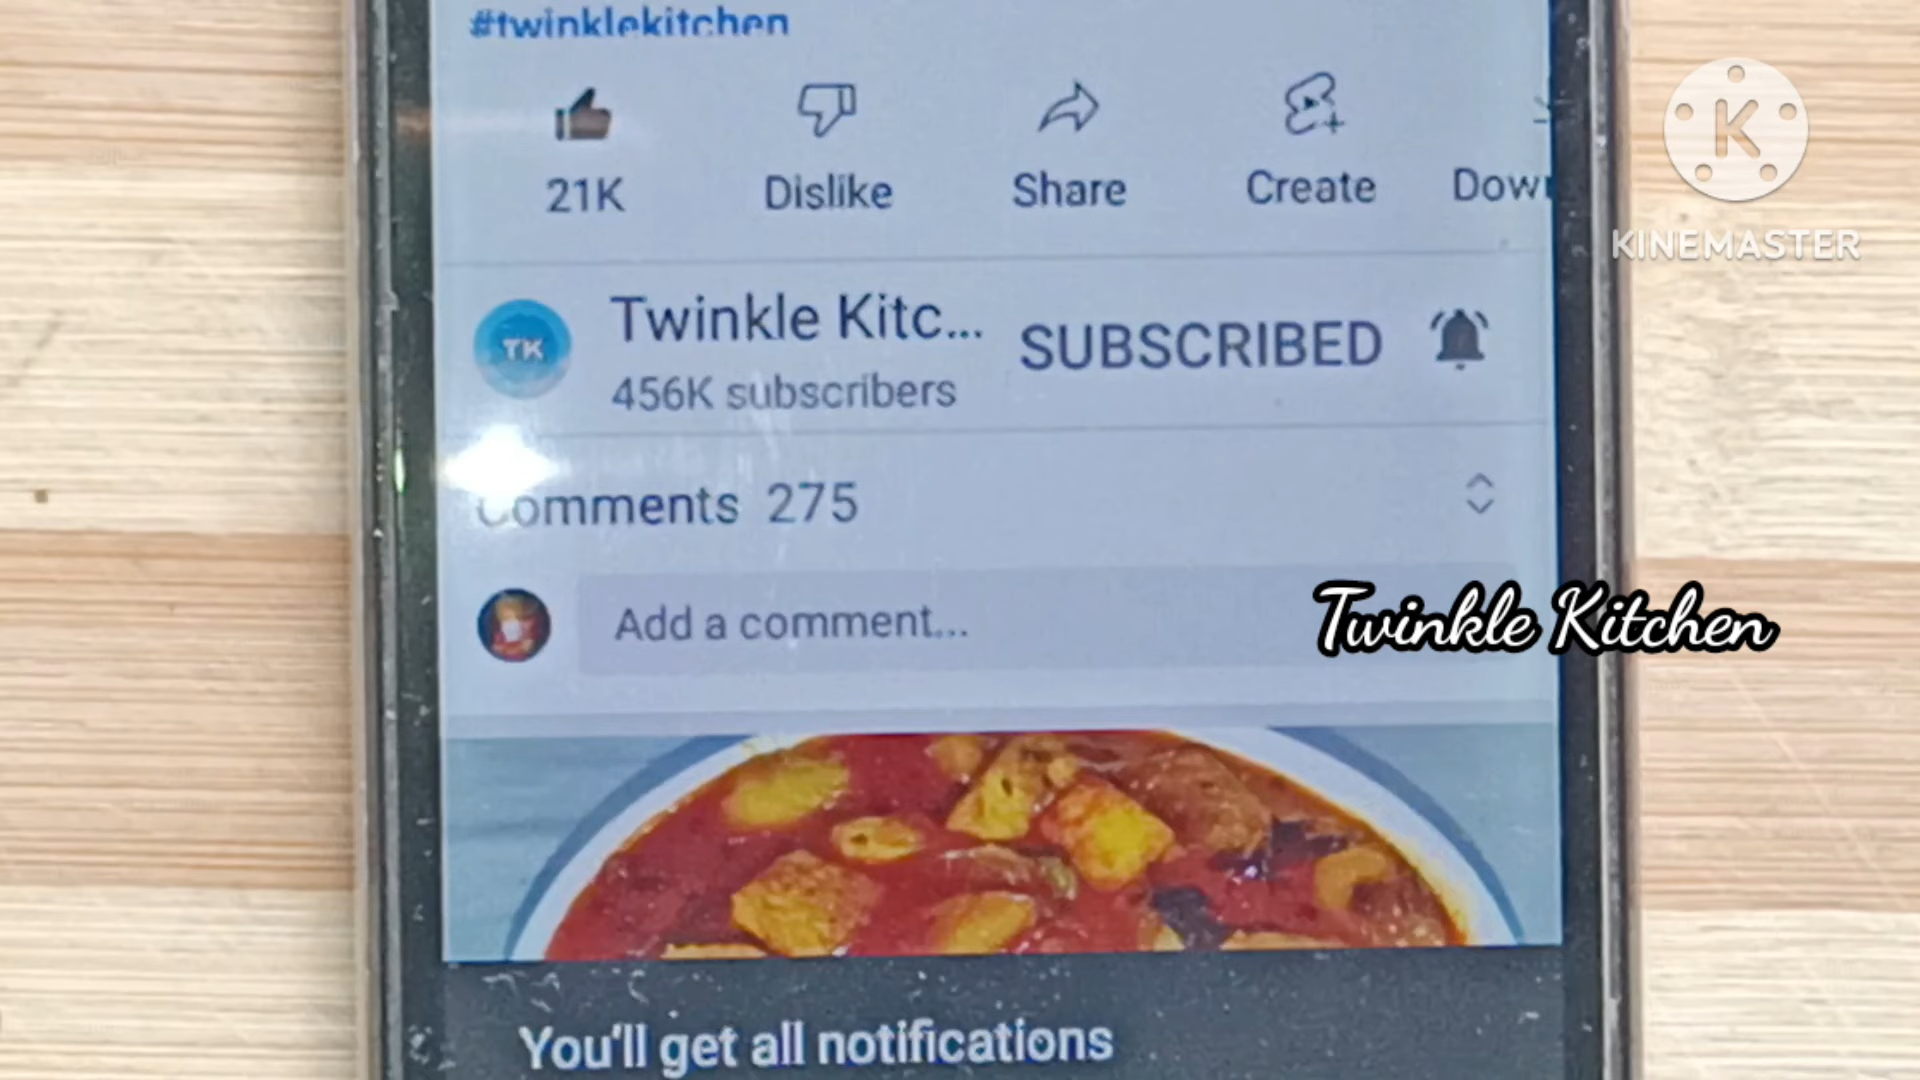 #twinklekitchen
21K Dislike Share Create Dow
K
KINEMASTER
TK
Twinkle Kitc... SUBSCRIBED
456K subscribers
Comments 275
Add a comment...
Twinkle Kitchen
You'll get all notifications